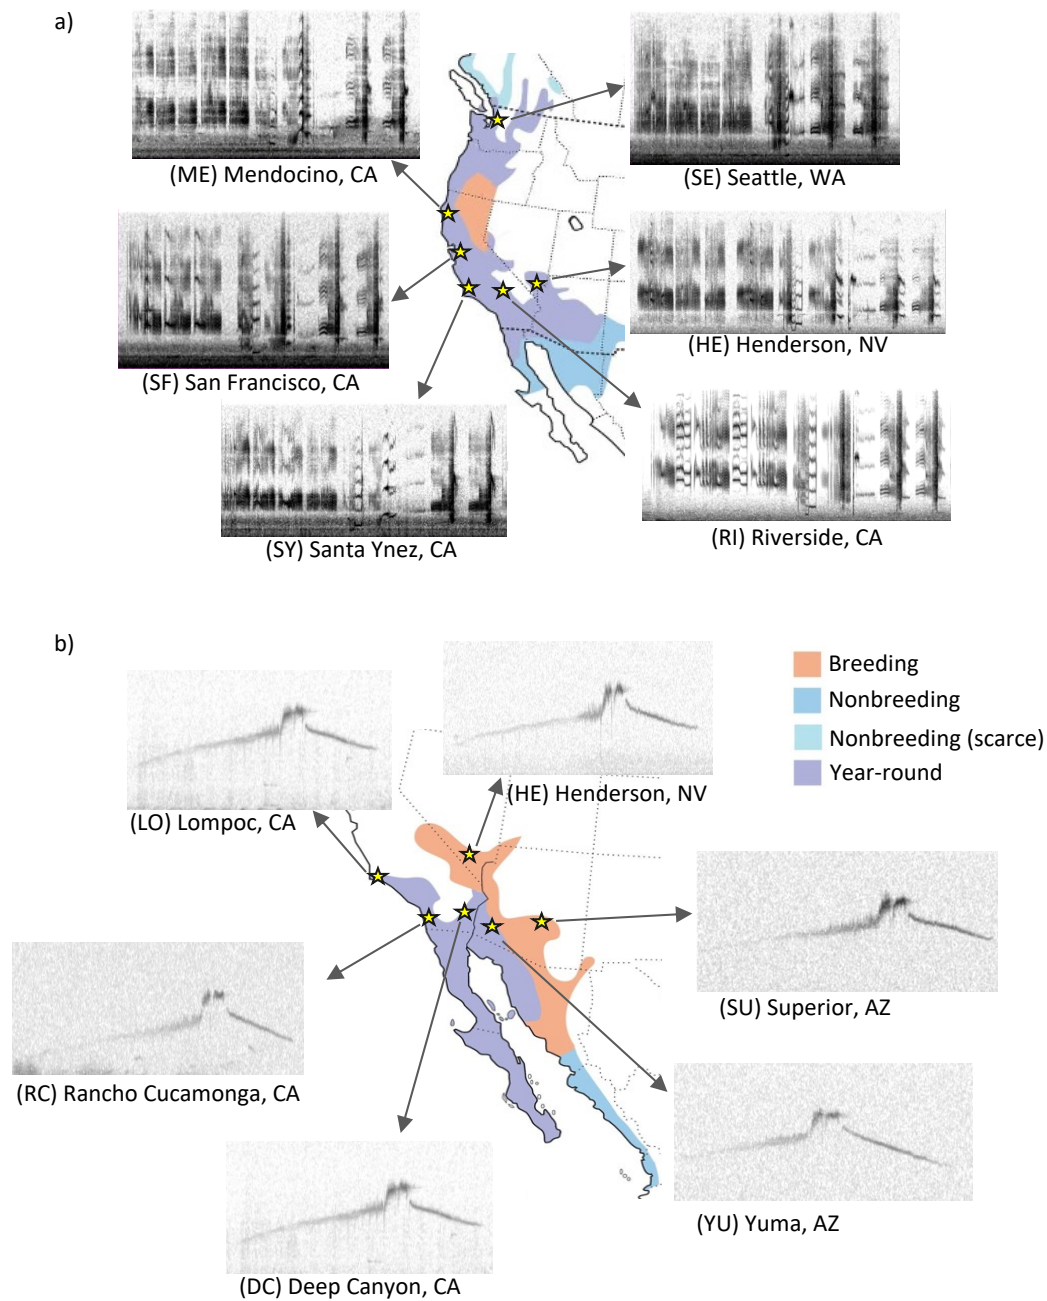 a)
(ME) Mendocino, CA
(SE) Seattle, WA
(SF) San Francisco, CA
(HE) Henderson, NV
(SY) Santa Ynez, CA
(RI) Riverside, CA
b)
Breeding
Nonbreeding
Nonbreeding (scarce)
Year-round
(LO) Lompoc, CA
(HE) Henderson, NV
(SU) Superior, AZ
(RC) Rancho Cucamonga, CA
(YU) Yuma, AZ
(DC) Deep Canyon, CA